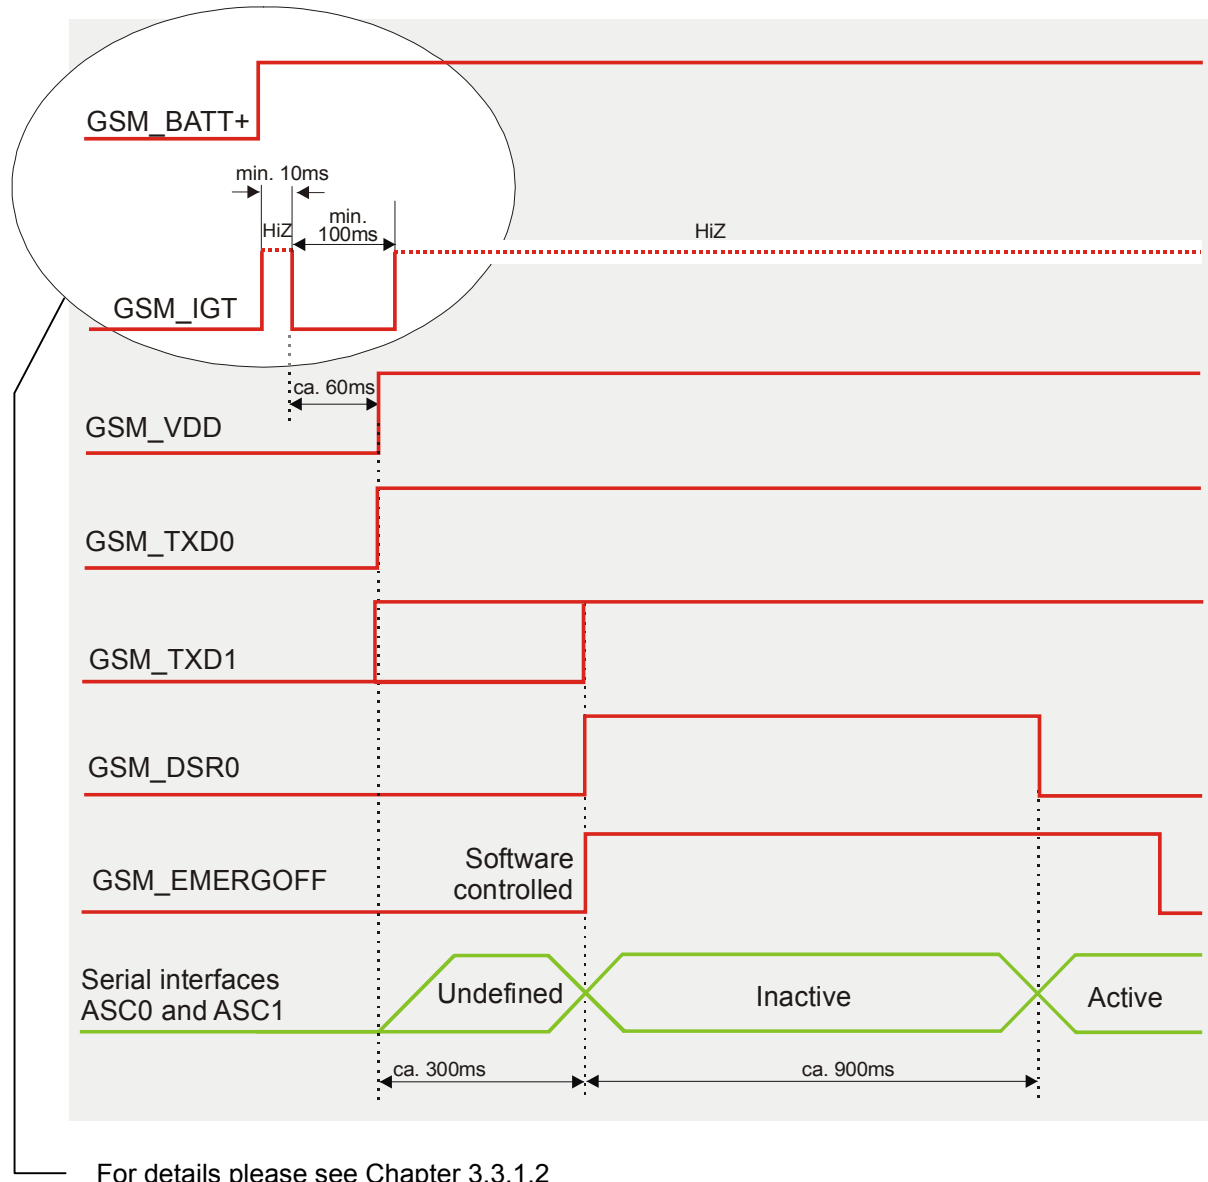 GSM_BATT+
min. 10ms
HiZ
min.
100ms
HiZ
GSM_IGT
ca. 60ms
GSM_VDD
GSM_TXD0
GSM_TXD1
GSM_DSR0
GSM_EMERGOFF
Software
controlled
Serial interfaces
ASC0 and ASC1
Undefined
Inactive
Active
ca. 300ms
ca. 900ms
For details please see Chapter 3.3.1.2